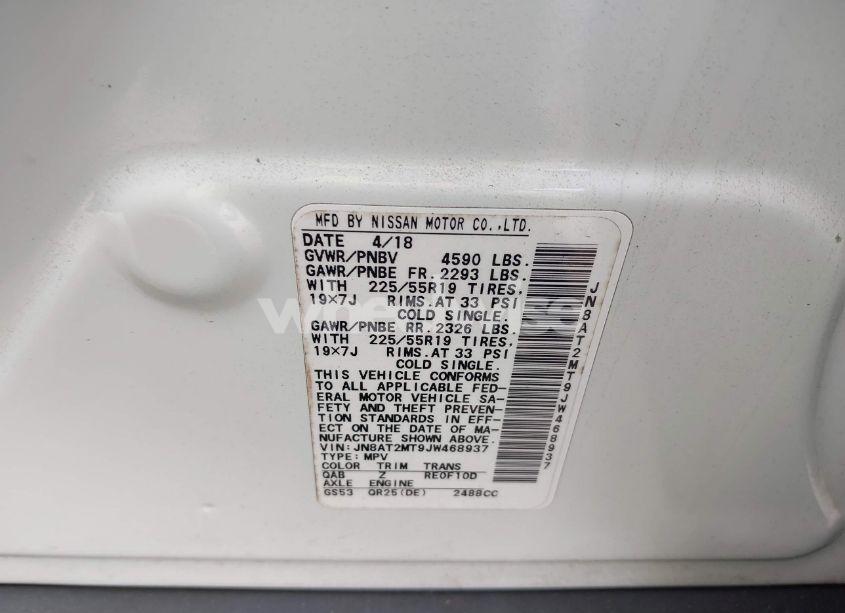 MFD BY NISSAN MOTOR CO.,LTD.
DATE 4/18
GVWR/PNBV 4590 LBS.
GAWR/PNBE FR. 2293 LBS.
WITH 225/55R19 TIRES.
19×7J RIMS. AT 33 PSI
COLD SINGLE.
GAWR/PNBE RR. 2326 LBS.
WITH 225/55R19 TIRES.
19×7J RIMS. AT 33 PSI
COLD SINGLE.
THIS VEHICLE CONFORMS
TO ALL APPLICABLE FED-
ERAL MOTOR VEHICLE SA-
FETY AND THEFT PREVEN-
TION STANDARDS IN EFF-
ECT ON THE DATE OF MA-
NUFACTURE SHOWN ABOVE.
VIN: JN8AT2MT9JW468937
TYPE: MPV
COLOR TRIM TRANS
QAB Z RE0F10D
AXLE ENGINE
GS53 QR25(DE) 2488CC
JN8AT2MT9JW468937